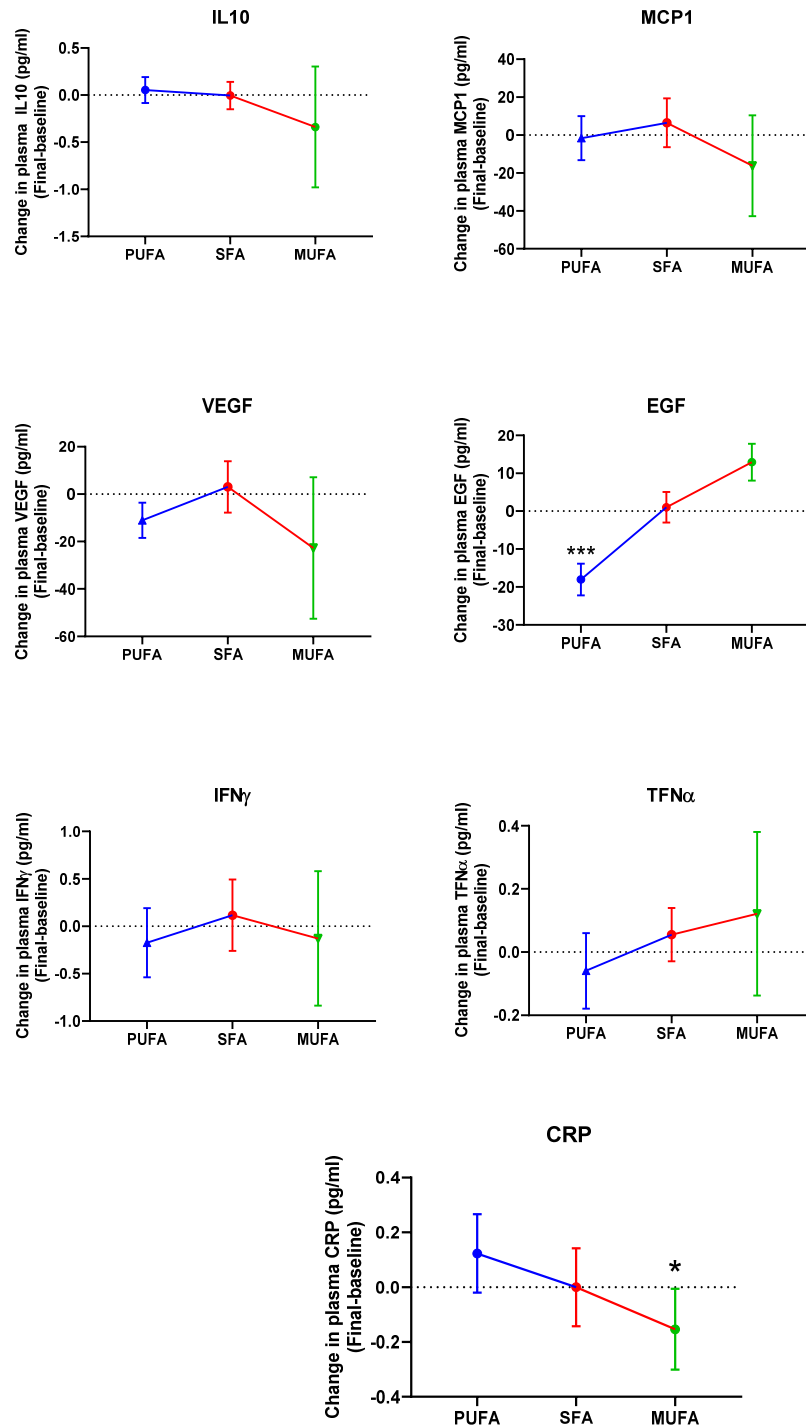 IL10
Change in plasma IL10 (pg/ml)
(Final-baseline)
0.5
0.0
-0.5
-1.0
-1.5
PUFA SFA MUFA
MCP1
Change in plasma MCP1 (pg/ml)
(Final-baseline)
40
20
0
-20
-40
-60
PUFA SFA MUFA
VEGF
Change in plasma VEGF (pg/ml)
(Final-baseline)
20
0
-20
-40
-60
PUFA SFA MUFA
EGF
Change in plasma EGF (pg/ml)
(Final-baseline)
20
10
0
-10
-20
-30
***
PUFA SFA MUFA
IFNγ
Change in plasma IFNγ (pg/ml)
(Final-baseline)
1.0
0.5
0.0
-0.5
-1.0
PUFA SFA MUFA
TFNα
Change in plasma TFNα (pg/ml)
(Final-baseline)
0.4
0.2
0.0
-0.2
PUFA SFA MUFA
CRP
Change in plasma CRP (pg/ml)
(Final-baseline)
0.4
0.2
0.0
-0.2
-0.4
*
PUFA SFA MUFA